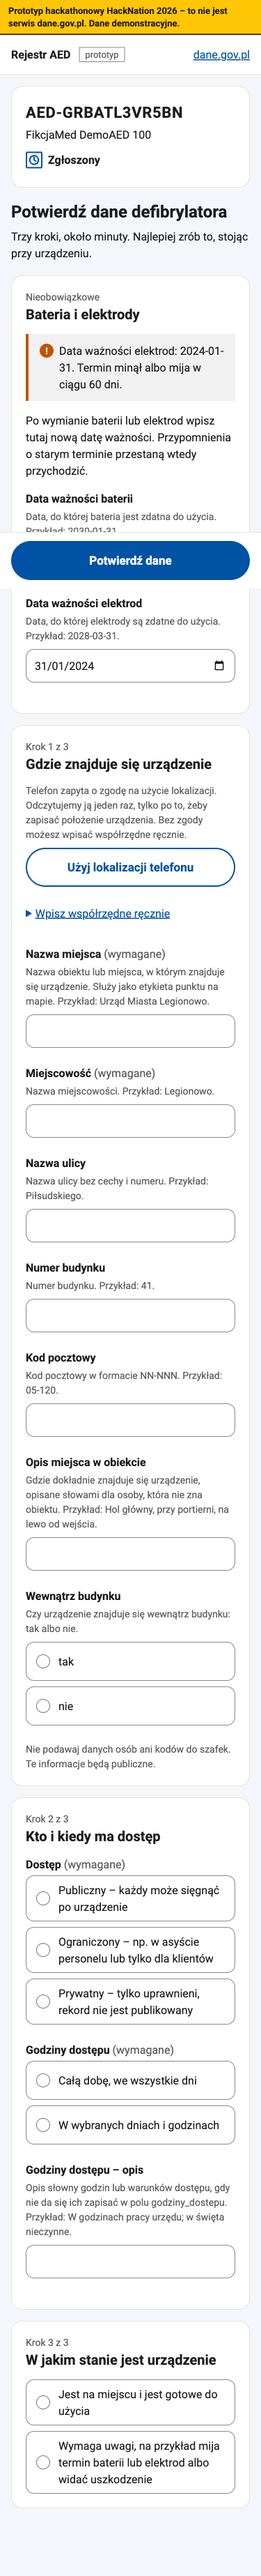 Prototyp hackathonowy HackNation 2026 – to nie jest
serwis dane.gov.pl. Dane demonstracyjne.
Rejestr AED prototyp dane.gov.pl
AED-GRBATL3VR5BN
FikcjaMed DemoAED 100
Zgłoszony
Potwierdź dane defibrylatora
Trzy kroki, około minuty. Najlepiej zrób to, stojąc
przy urządzeniu.
Nieobowiązkowe
Bateria i elektrody
Data ważności elektrod: 2024-01-
31. Termin minął albo mija w
ciągu 60 dni.
Po wymianie baterii lub elektrod wpisz
tutaj nową datę ważności. Przypomnienia
o starym terminie przestaną wtedy
przychodzić.
Data ważności baterii
Data, do której bateria jest zdatna do użycia.
Przykład: 2030-01-31.
Potwierdź dane
Data ważności elektrod
Data, do której elektrody są zdatne do użycia.
Przykład: 2028-03-31.
31/01/2024
Krok 1 z 3
Gdzie znajduje się urządzenie
Telefon zapyta o zgodę na użycie lokalizacji.
Odczytujemy ją jeden raz, tylko po to, żeby
zapisać położenie urządzenia. Bez zgody
możesz wpisać współrzędne ręcznie.
Użyj lokalizacji telefonu
Wpisz współrzędne ręcznie
Nazwa miejsca (wymagane)
Nazwa obiektu lub miejsca, w którym znajduje
się urządzenie. Służy jako etykieta punktu na
mapie. Przykład: Urząd Miasta Legionowo.
Miejscowość (wymagane)
Nazwa miejscowości. Przykład: Legionowo.
Nazwa ulicy
Nazwa ulicy bez cechy i numeru. Przykład:
Piłsudskiego.
Numer budynku
Numer budynku. Przykład: 41.
Kod pocztowy
Kod pocztowy w formacie NN-NNN. Przykład:
05-120.
Opis miejsca w obiekcie
Gdzie dokładnie znajduje się urządzenie,
opisane słowami dla osoby, która nie zna
obiektu. Przykład: Hol główny, przy portierni, na
lewo od wejścia.
Wewnątrz budynku
Czy urządzenie znajduje się wewnątrz budynku:
tak albo nie.
tak
nie
Nie podawaj danych osób ani kodów do szafek.
Te informacje będą publiczne.
Krok 2 z 3
Kto i kiedy ma dostęp
Dostęp (wymagane)
Publiczny – każdy może sięgnąć
po urządzenie
Ograniczony – np. w asyście
personelu lub tylko dla klientów
Prywatny – tylko uprawnieni,
rekord nie jest publikowany
Godziny dostępu (wymagane)
Całą dobę, we wszystkie dni
W wybranych dniach i godzinach
Godziny dostępu – opis
Opis słowny godzin lub warunków dostępu, gdy
nie da się ich zapisać w polu godziny_dostepu.
Przykład: W godzinach pracy urzędu; w święta
nieczynne.
Krok 3 z 3
W jakim stanie jest urządzenie
Jest na miejscu i jest gotowe do
użycia
Wymaga uwagi, na przykład mija
termin baterii lub elektrod albo
widać uszkodzenie